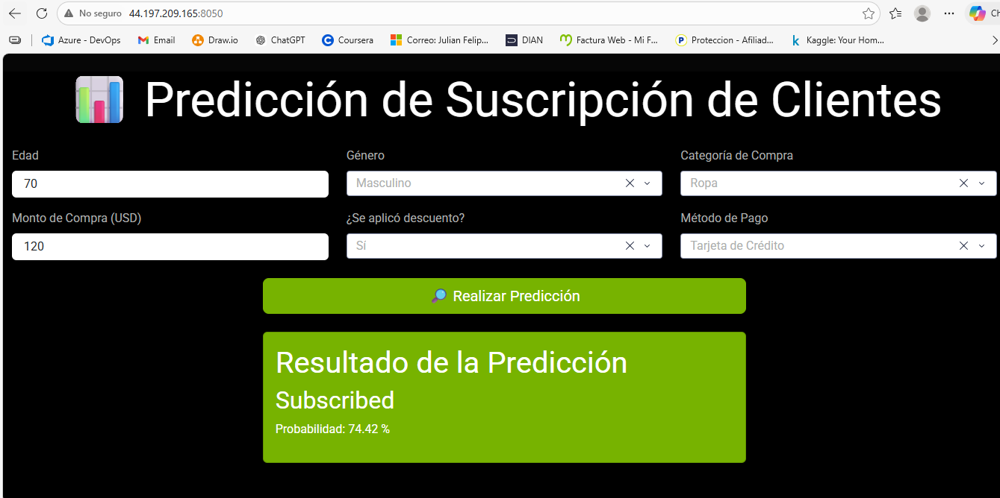 No seguro 44.197.209.165:8050
Azure - DevOps Email Draw.io ChatGPT Coursera Correo: Julian Felip... DIAN Factura Web - Mi F... Proteccion - Afiliad... Kaggle: Your Hom...
Predicción de Suscripción de Clientes
Edad Género Categoría de Compra
70 Masculino Ropa
Monto de Compra (USD) ¿Se aplicó descuento? Método de Pago
120 Sí Tarjeta de Crédito
Realizar Predicción
Resultado de la Predicción
Subscribed
Probabilidad: 74.42 %